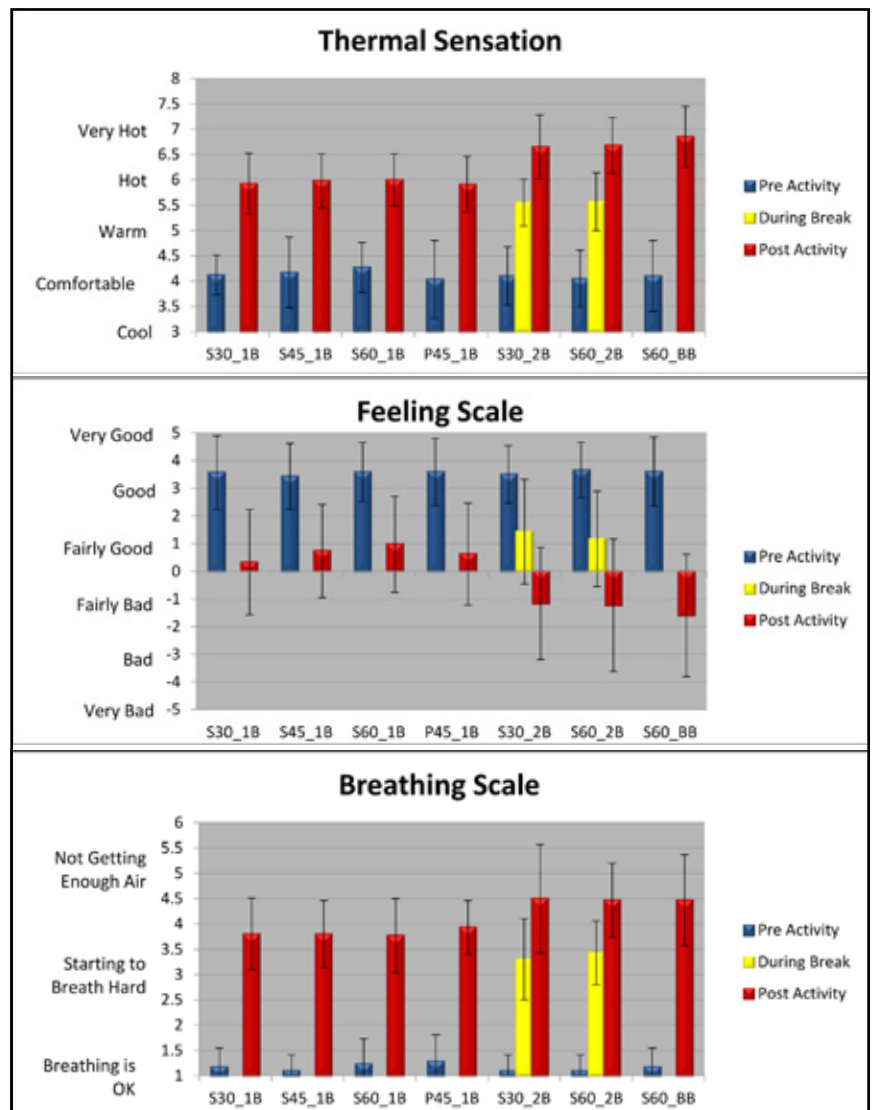 Thermal Sensation
8
7.5
Very Hot 7
6.5
Hot 6
5.5
Warm 5
4.5
Comfortable 4
3.5
Cool 3
S30_1B S45_1B S60_1B P45_1B S30_2B S60_2B S60_BB
Pre Activity
During Break
Post Activity
Feeling Scale
Very Good 5
4
Good 3
2
Fairly Good 1
0
Fairly Bad -1
-2
Bad -3
-4
Very Bad -5
S30_1B S45_1B S60_1B P45_1B S30_2B S60_2B S60_BB
Pre Activity
During Break
Post Activity
Breathing Scale
6
5.5
Not Getting
Enough Air
5
4.5
4
3.5
Starting to
Breath Hard
3
2.5
2
1.5
Breathing is
OK
1
S30_1B S45_1B S60_1B P45_1B S30_2B S60_2B S60_BB
Pre Activity
During Break
Post Activity